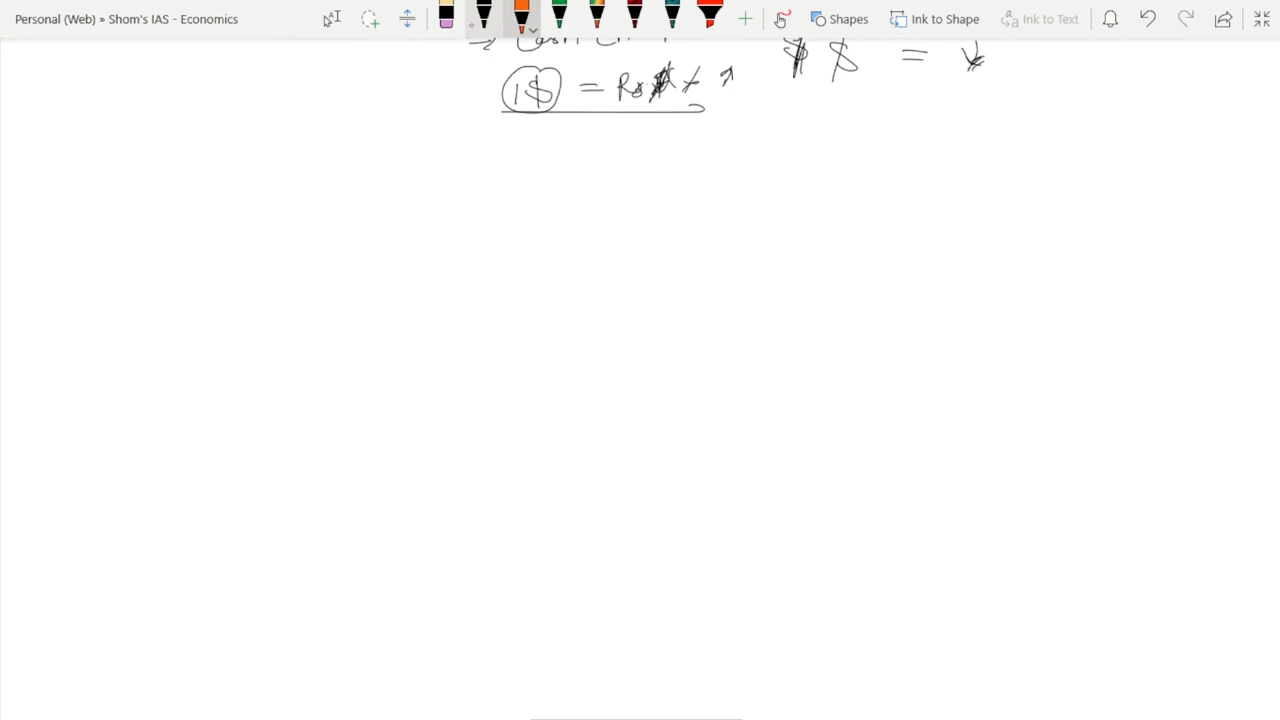 Personal (Web) » Shom's IAS - Economics
Shapes
Ink to Shape
Ink to Text
$ $ =
1$ = Rs